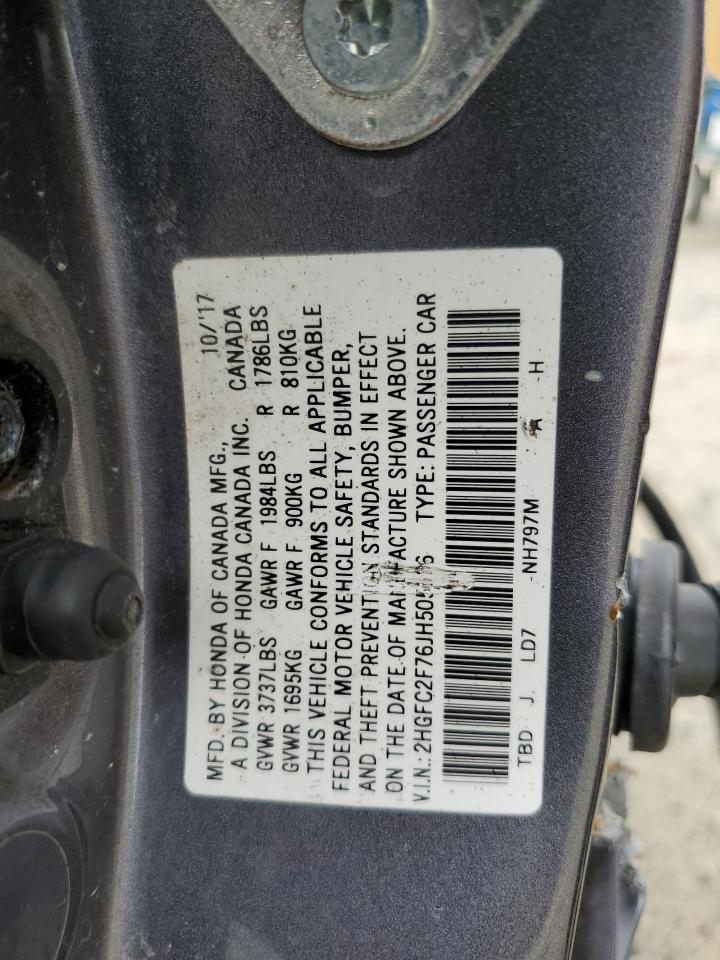 MFD. BY HONDA OF CANADA MFG., 10/'17
A DIVISION OF HONDA CANADA INC. CANADA
GVWR 3737LBS GAWR F 1984LBS R 1786LBS
GVWR 1695KG GAWR F 900KG R 810KG
THIS VEHICLE CONFORMS TO ALL APPLICABLE
FEDERAL MOTOR VEHICLE SAFETY, BUMPER,
AND THEFT PREVENTION STANDARDS IN EFFECT
ON THE DATE OF MANUFACTURE SHOWN ABOVE.
V.I.N.: TYPE: PASSENGER CAR
TBD J. LD7 -NH797M A -H